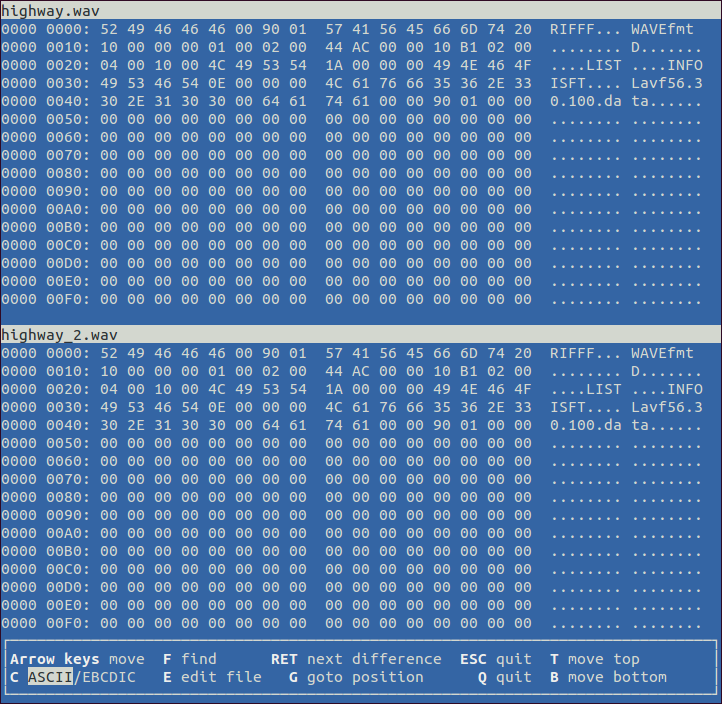 highway.wav
0000 0000: 52 49 46 46 46 00 90 01  57 41 56 45 66 6D 74 20  RIFFF... WAVEfmt
0000 0010: 10 00 00 00 01 00 02 00  44 AC 00 00 10 B1 02 00  ........ D.......
0000 0020: 04 00 10 00 4C 49 53 54  1A 00 00 00 49 4E 46 4F  ....LIST ....INFO
0000 0030: 49 53 46 54 0E 00 00 00  4C 61 76 66 35 36 2E 33  ISFT.... Lavf56.3
0000 0040: 30 2E 31 30 30 00 64 61  74 61 00 00 90 01 00 00  0.100.da ta......
0000 0050: 00 00 00 00 00 00 00 00  00 00 00 00 00 00 00 00  ........ ........
0000 0060: 00 00 00 00 00 00 00 00  00 00 00 00 00 00 00 00  ........ ........
0000 0070: 00 00 00 00 00 00 00 00  00 00 00 00 00 00 00 00  ........ ........
0000 0080: 00 00 00 00 00 00 00 00  00 00 00 00 00 00 00 00  ........ ........
0000 0090: 00 00 00 00 00 00 00 00  00 00 00 00 00 00 00 00  ........ ........
0000 00A0: 00 00 00 00 00 00 00 00  00 00 00 00 00 00 00 00  ........ ........
0000 00B0: 00 00 00 00 00 00 00 00  00 00 00 00 00 00 00 00  ........ ........
0000 00C0: 00 00 00 00 00 00 00 00  00 00 00 00 00 00 00 00  ........ ........
0000 00D0: 00 00 00 00 00 00 00 00  00 00 00 00 00 00 00 00  ........ ........
0000 00E0: 00 00 00 00 00 00 00 00  00 00 00 00 00 00 00 00  ........ ........
0000 00F0: 00 00 00 00 00 00 00 00  00 00 00 00 00 00 00 00  ........ ........
highway_2.wav
0000 0000: 52 49 46 46 46 00 90 01  57 41 56 45 66 6D 74 20  RIFFF... WAVEfmt
0000 0010: 10 00 00 00 01 00 02 00  44 AC 00 00 10 B1 02 00  ........ D.......
0000 0020: 04 00 10 00 4C 49 53 54  1A 00 00 00 49 4E 46 4F  ....LIST ....INFO
0000 0030: 49 53 46 54 0E 00 00 00  4C 61 76 66 35 36 2E 33  ISFT.... Lavf56.3
0000 0040: 30 2E 31 30 30 00 64 61  74 61 00 00 90 01 00 00  0.100.da ta......
0000 0050: 00 00 00 00 00 00 00 00  00 00 00 00 00 00 00 00  ........ ........
0000 0060: 00 00 00 00 00 00 00 00  00 00 00 00 00 00 00 00  ........ ........
0000 0070: 00 00 00 00 00 00 00 00  00 00 00 00 00 00 00 00  ........ ........
0000 0080: 00 00 00 00 00 00 00 00  00 00 00 00 00 00 00 00  ........ ........
0000 0090: 00 00 00 00 00 00 00 00  00 00 00 00 00 00 00 00  ........ ........
0000 00A0: 00 00 00 00 00 00 00 00  00 00 00 00 00 00 00 00  ........ ........
0000 00B0: 00 00 00 00 00 00 00 00  00 00 00 00 00 00 00 00  ........ ........
0000 00C0: 00 00 00 00 00 00 00 00  00 00 00 00 00 00 00 00  ........ ........
0000 00D0: 00 00 00 00 00 00 00 00  00 00 00 00 00 00 00 00  ........ ........
0000 00E0: 00 00 00 00 00 00 00 00  00 00 00 00 00 00 00 00  ........ ........
0000 00F0: 00 00 00 00 00 00 00 00  00 00 00 00 00 00 00 00  ........ ........
Arrow keys move  F find      RET next difference  ESC quit  T move top
C ASCII/EBCDIC   E edit file   G goto position      Q quit  B move bottom